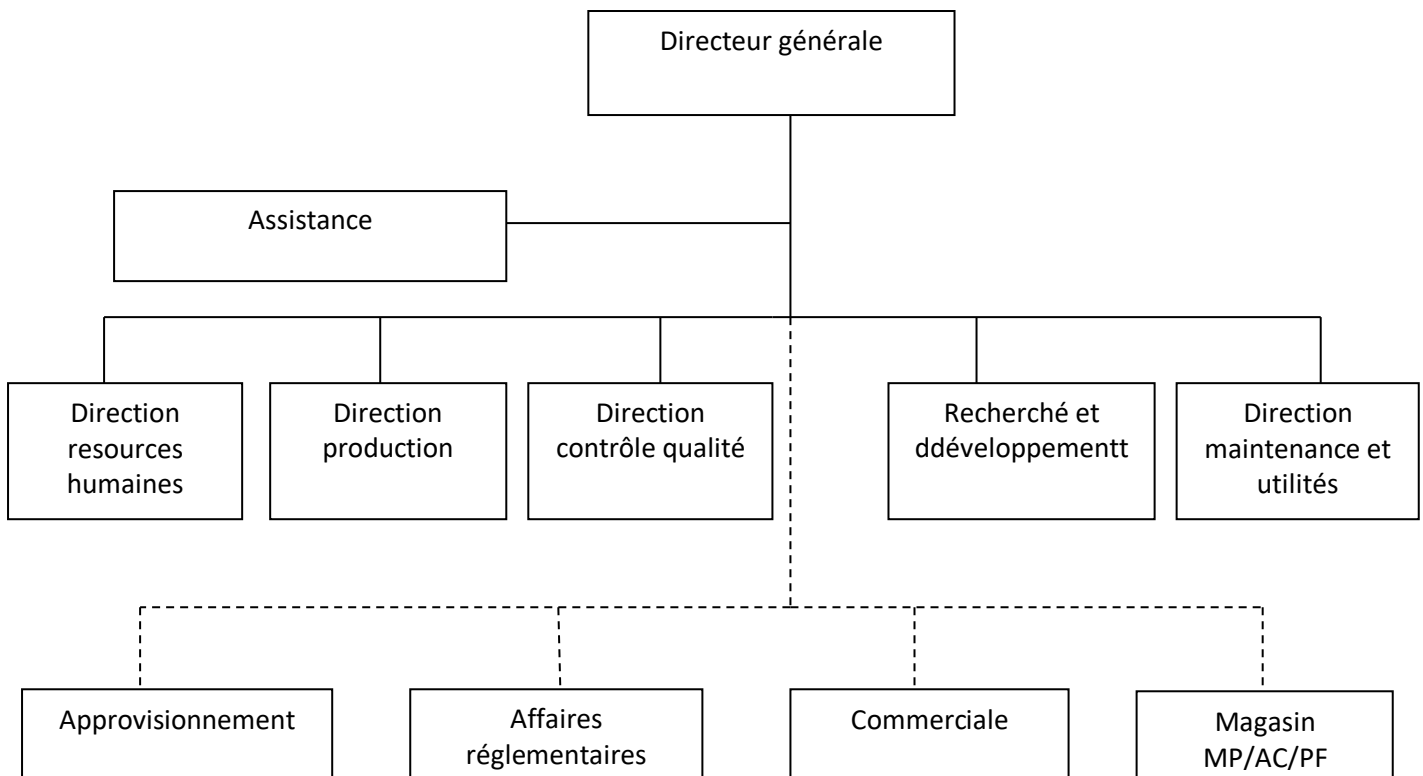 Directeur générale
Assistance
Direction
resources
humaines
Direction
production
Direction
contrôle qualité
Recherché et
ddéveloppementt
Direction
maintenance et
utilités
Approvisionnement
Affaires
réglementaires
Commerciale
Magasin
MP/AC/PF